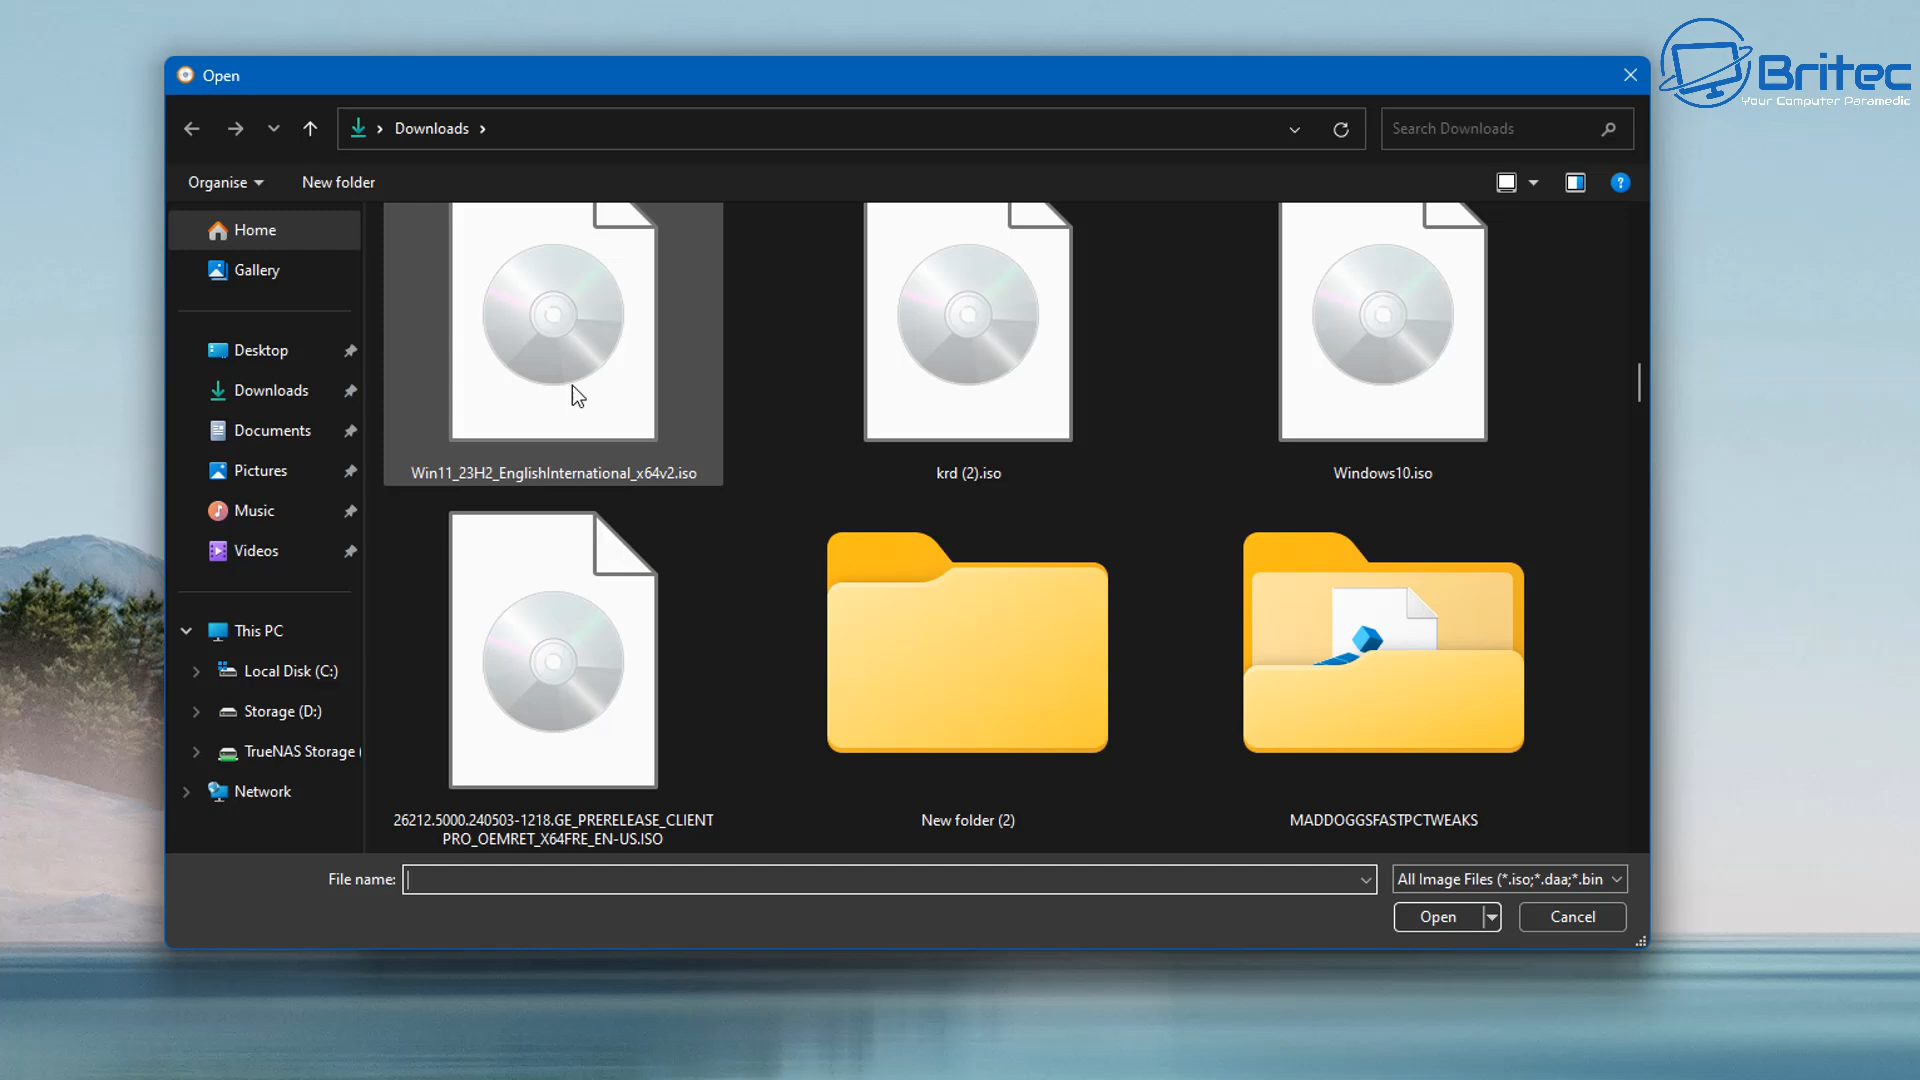 Open
Britec
Your Computer Paramedic
Downloads
Search Downloads
Organise
New folder
Home
Gallery
Desktop
Downloads
Documents
Pictures
Music
Videos
This PC
Local Disk (C:)
Storage (D:)
TrueNAS Storage (
Network
Win11_23H2_EnglishInternational_x64v2.iso
krd (2).iso
Windows10.iso
26212.5000.240503-1218.GE_PRERELEASE_CLIENT
PRO_OEMRET_X64FRE_EN-US.ISO
New folder (2)
MADDOGGSFASTPCTWEAKS
File name:
All Image Files (*.iso;*.daa;*.bin
Open
Cancel